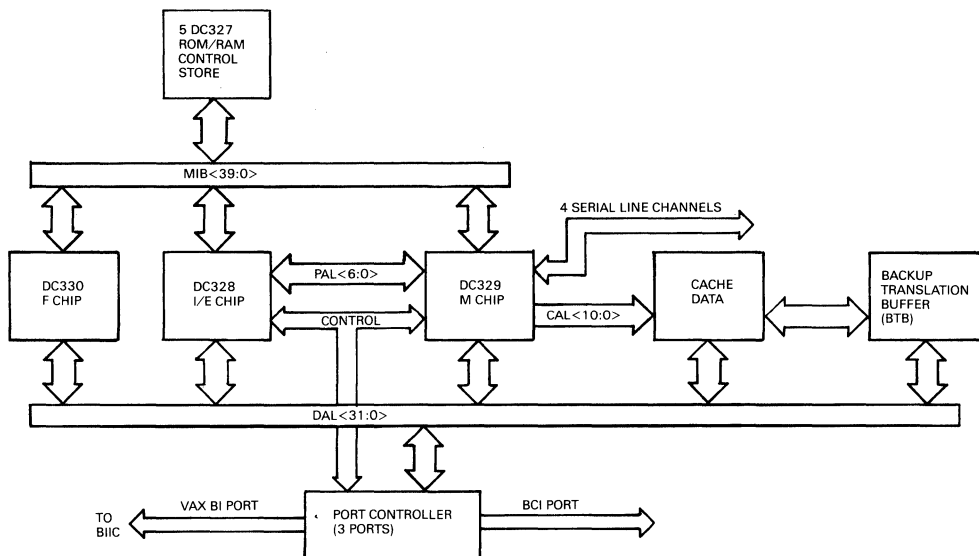 5 DC327
ROM/RAM
CONTROL
STORE
MIB<39:0>
4 SERIAL LINE CHANNELS
DC330
F CHIP
DC328
I/E CHIP
PAL<6:0>
CONTROL
DC329
M CHIP
CAL<10:0>
CACHE
DATA
BACKUP
TRANSLATION
BUFFER
(BTB)
DAL<31:0>
TO
BIIC
VAX BI PORT
PORT CONTROLLER
(3 PORTS)
BCI PORT